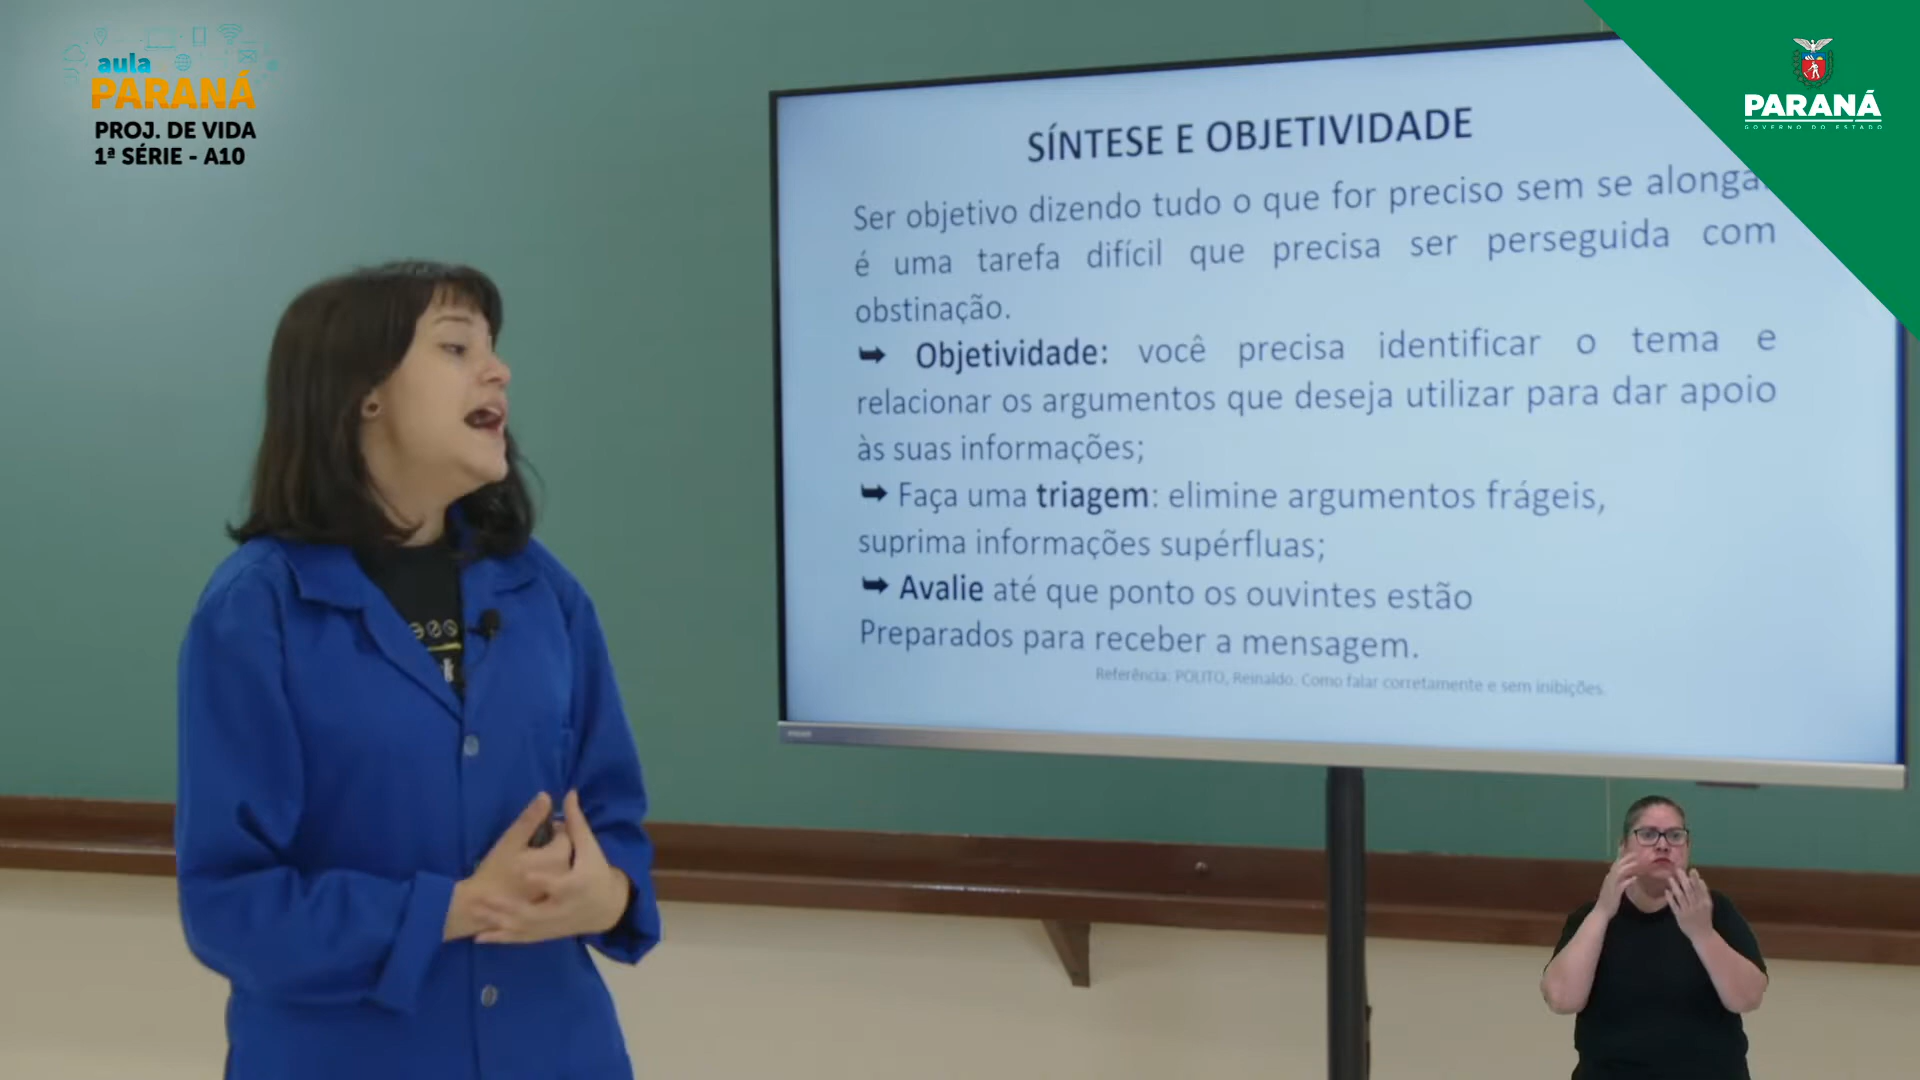 aula
PARANÁ
PROJ. DE VIDA
1ª SÉRIE - A10
PARANÁ
GOVERNO DO ESTADO
SÍNTESE E OBJETIVIDADE
Ser objetivo dizendo tudo o que for preciso sem se
é uma tarefa difícil que precisa ser perseguida com
obstinação.
➥ Objetividade: você precisa identificar o tema e
relacionar os argumentos que deseja utilizar para dar apoio
às suas informações;
➥ Faça uma triagem: elimine argumentos frágeis,
suprima informações supérfluas;
➥ Avalie até que ponto os ouvintes estão
Preparados para receber a mensagem.
Referência: POLITO, Reinaldo. Como falar corretamente e sem inibições.